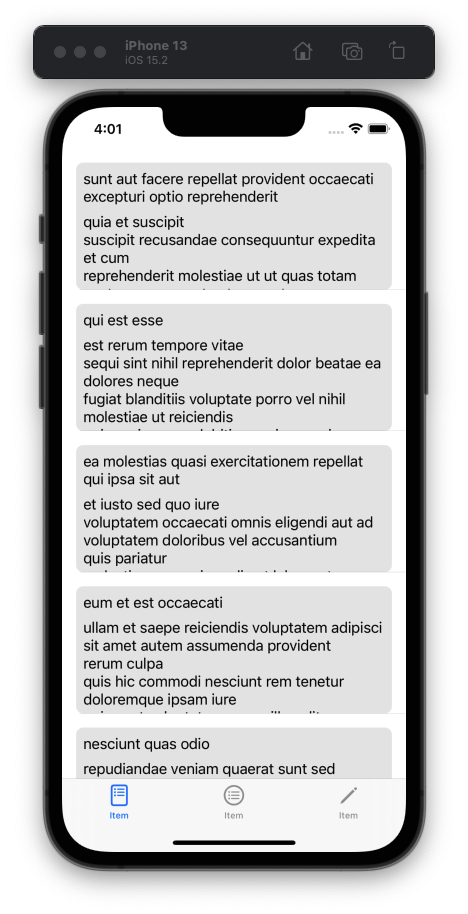 iPhone 13
iOS 15.2
4:01
sunt aut facere repellat provident occaecati
excepturi optio reprehenderit
quia et suscipit
suscipit recusandae consequuntur expedita
et cum
reprehenderit molestiae ut ut quas totam
qui est esse
est rerum tempore vitae
sequi sint nihil reprehenderit dolor beatae ea
dolores neque
fugiat blanditiis voluptate porro vel nihil
molestiae ut reiciendis
ea molestias quasi exercitationem repellat
qui ipsa sit aut
et iusto sed quo iure
voluptatem occaecati omnis eligendi aut ad
voluptatem doloribus vel accusantium
quis pariatur
eum et est occaecati
ullam et saepe reiciendis voluptatem adipisci
sit amet autem assumenda provident
rerum culpa
quis hic commodi nesciunt rem tenetur
doloremque ipsam iure
nesciunt quas odio
repudiandae veniam quaerat sunt sed
Item
Item
Item